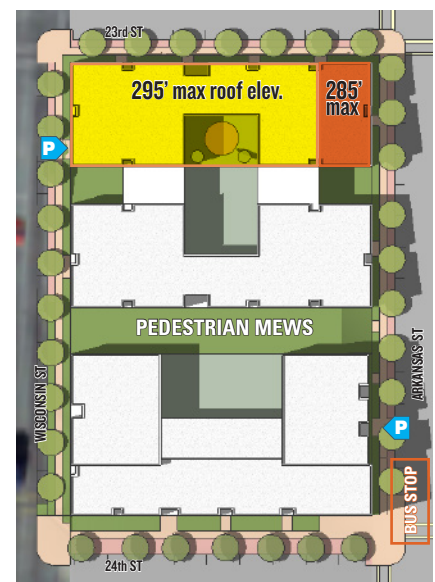 23rd ST
295' max roof elev.
285'
max
P
PEDESTRIAN MEWS
WISCONSIN ST
ARKANSAS ST
P
BUS STOP
24th ST